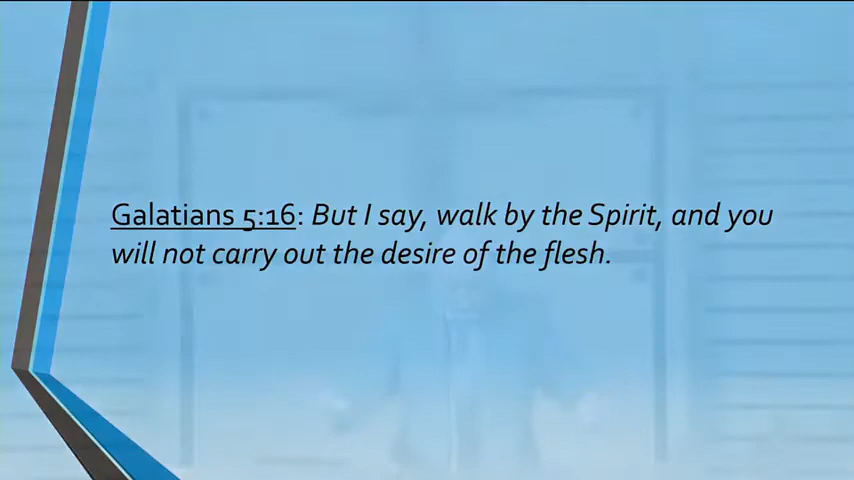 Galatians 5:16: But I say, walk by the Spirit, and you
will not carry out the desire of the flesh.